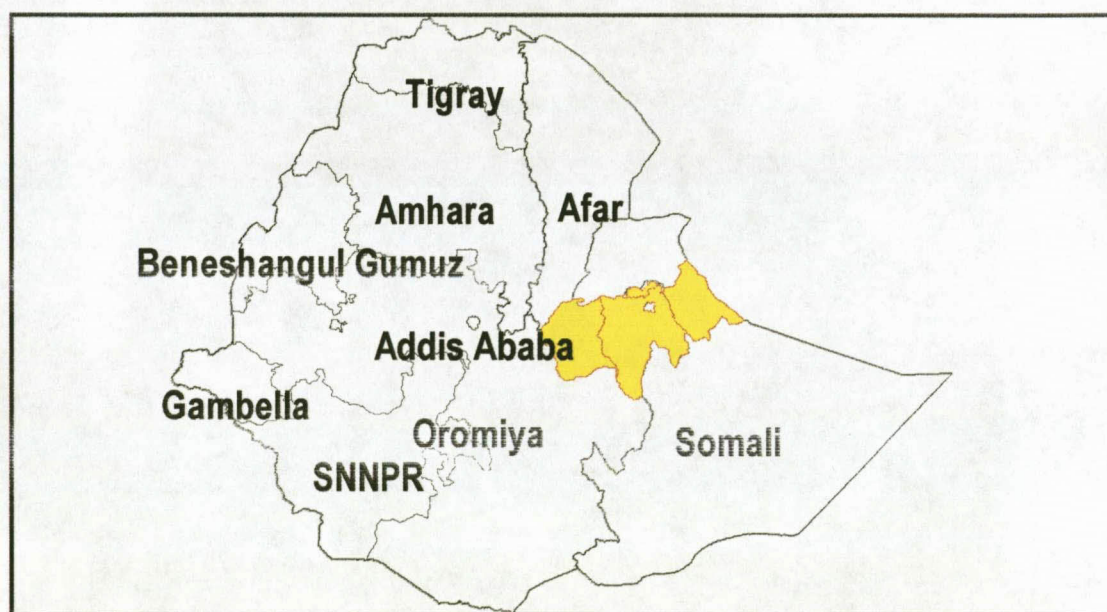 Tigray
Amhara
Afar
Beneshangul Gumuz
Addis Ababa
Gambella
Oromiya
Somali
SNNPR